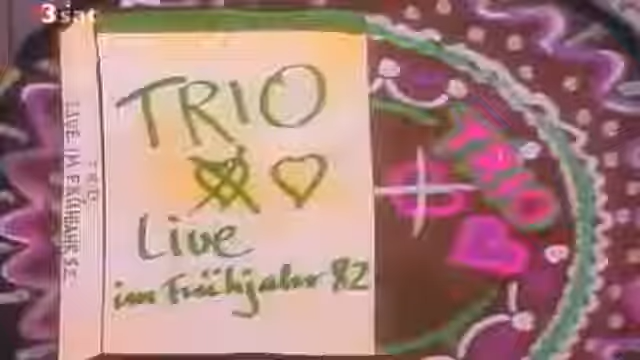 3sat
TRIO
Live
im Frühjahr 82
TRIO
LIVE IM FRÜHJAHR 82
TRIO